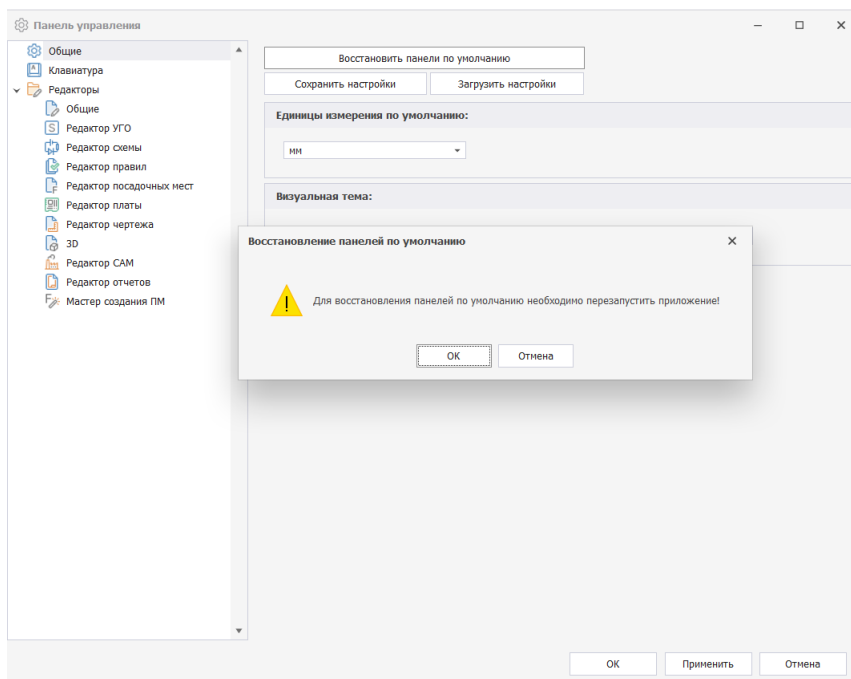 Панель управления
Общие
Клавиатура
Редакторы
Общие
Редактор УГО
Редактор схемы
Редактор правил
Редактор посадочных мест
Редактор платы
Редактор чертежа
3D
Редактор CAM
Редактор отчетов
Мастер создания ПМ
Восстановить панели по умолчанию
Сохранить настройки
Загрузить настройки
Единицы измерения по умолчанию:
мм
Визуальная тема:
Восстановление панелей по умолчанию
Для восстановления панелей по умолчанию необходимо перезапустить приложение!
ОК
Отмена
ОК
Применить
Отмена